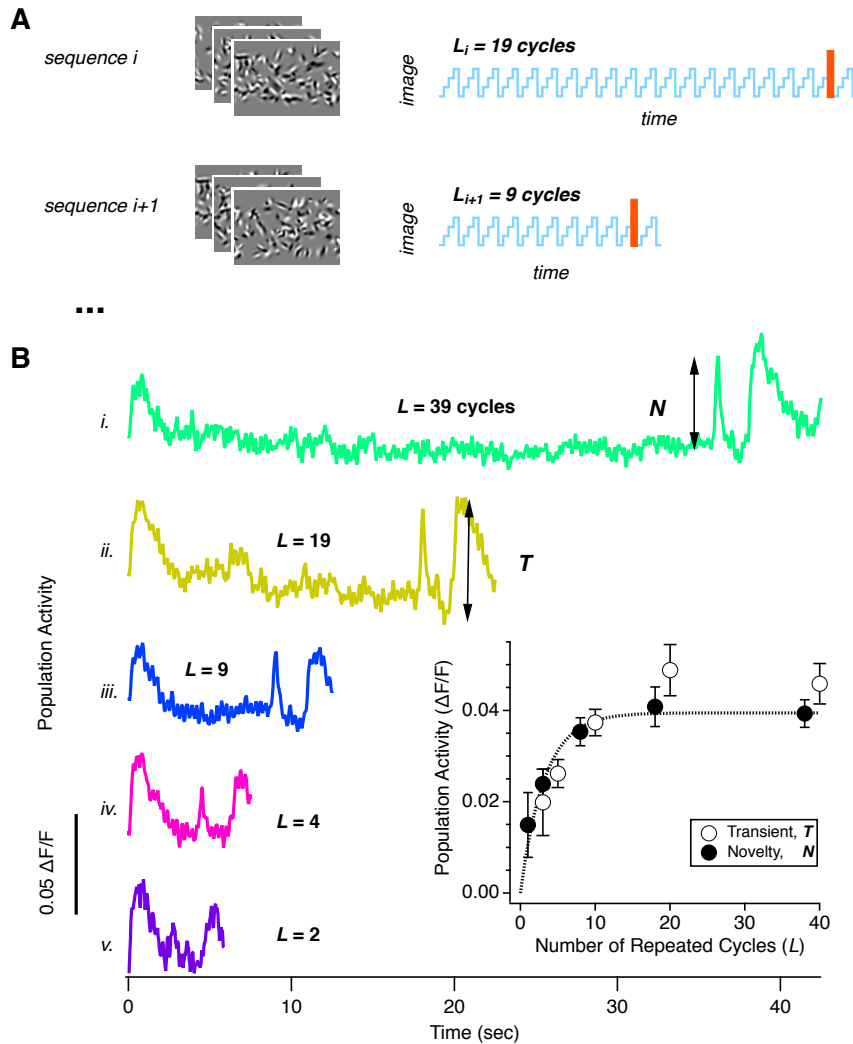 A
sequence i
image
L_i = 19 cycles
time
sequence i+1
image
L_{i+1} = 9 cycles
time
...
B
i.
L = 39 cycles
N
ii.
L = 19
T
Population Activity
iii.
L = 9
iv.
L = 4
0.05 ΔF/F
v.
L = 2
0
10
20
30
40
Time (sec)
Population Activity (ΔF/F)
0.04
0.02
0.00
Transient, T
Novelty, N
0
10
20
30
40
Number of Repeated Cycles (L)